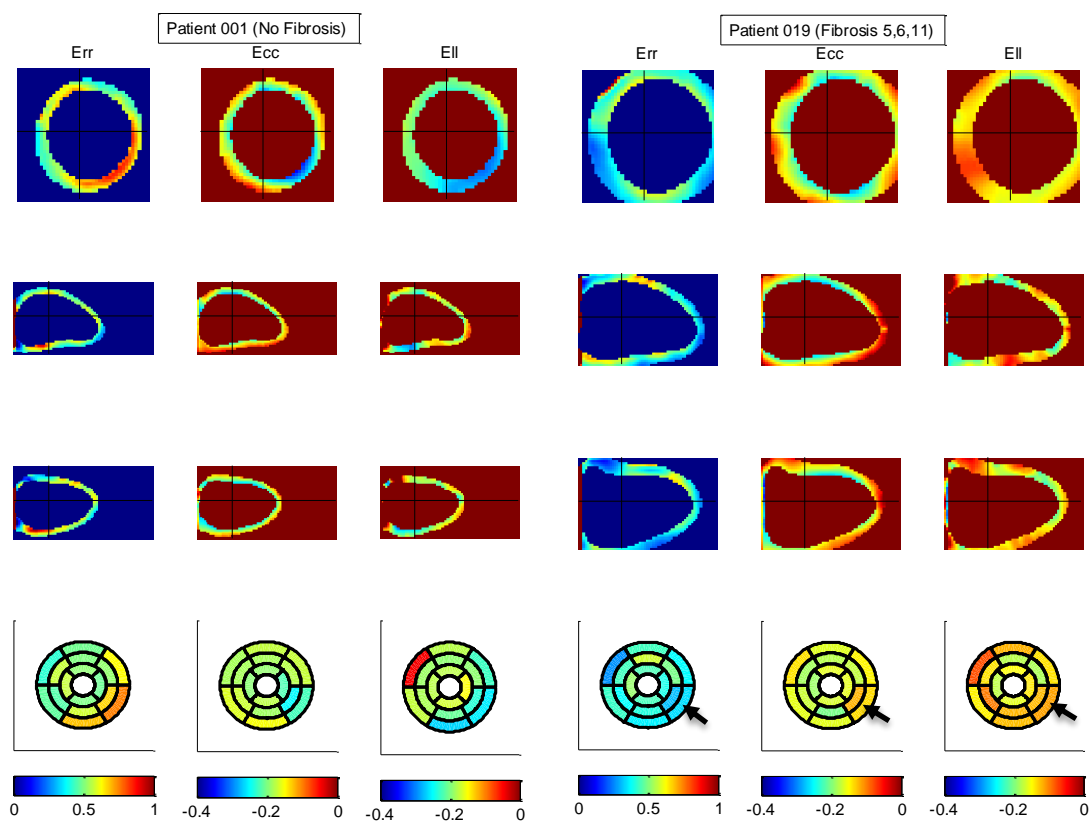 Patient 001 (No Fibrosis)
Patient 019 (Fibrosis 5,6,11)
Err Ecc Ell Err Ecc Ell
0 0.5 1 -0.4 -0.2 0 -0.4 -0.2 0 0 0.5 1 -0.4 -0.2 0 -0.4 -0.2 0